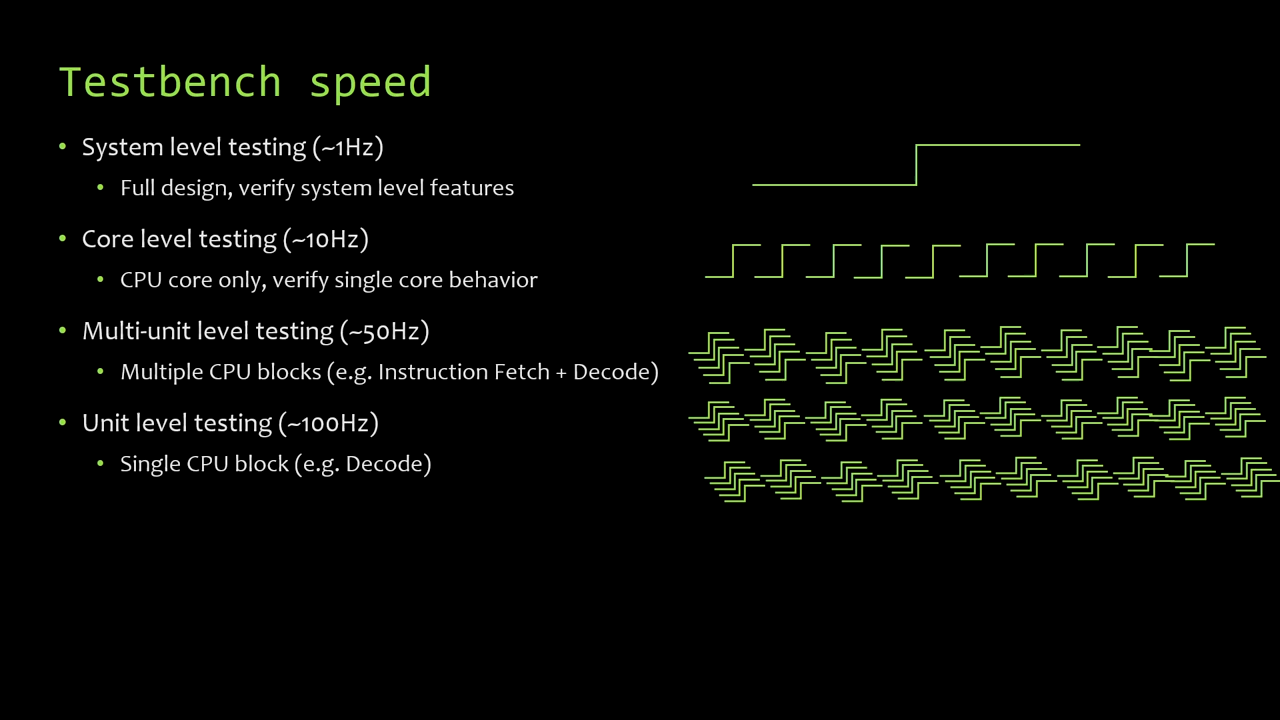 Testbench speed
• System level testing (~1Hz)
• Full design, verify system level features
• Core level testing (~10Hz)
• CPU core only, verify single core behavior
• Multi-unit level testing (~50Hz)
• Multiple CPU blocks (e.g. Instruction Fetch + Decode)
• Unit level testing (~100Hz)
• Single CPU block (e.g. Decode)